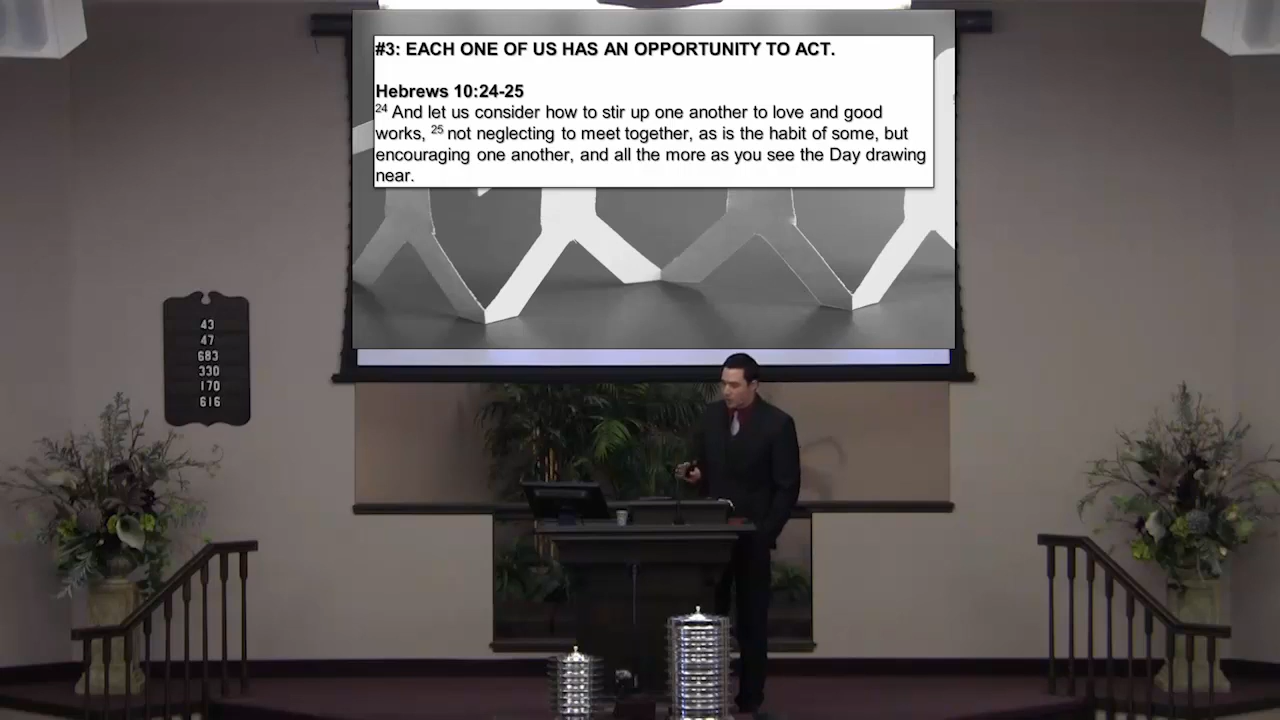 #3: EACH ONE OF US HAS AN OPPORTUNITY TO ACT.
Hebrews 10:24-25
24 And let us consider how to stir up one another to love and good
works, 25 not neglecting to meet together, as is the habit of some, but
encouraging one another, and all the more as you see the Day drawing
near.
43
47
683
330
170
616